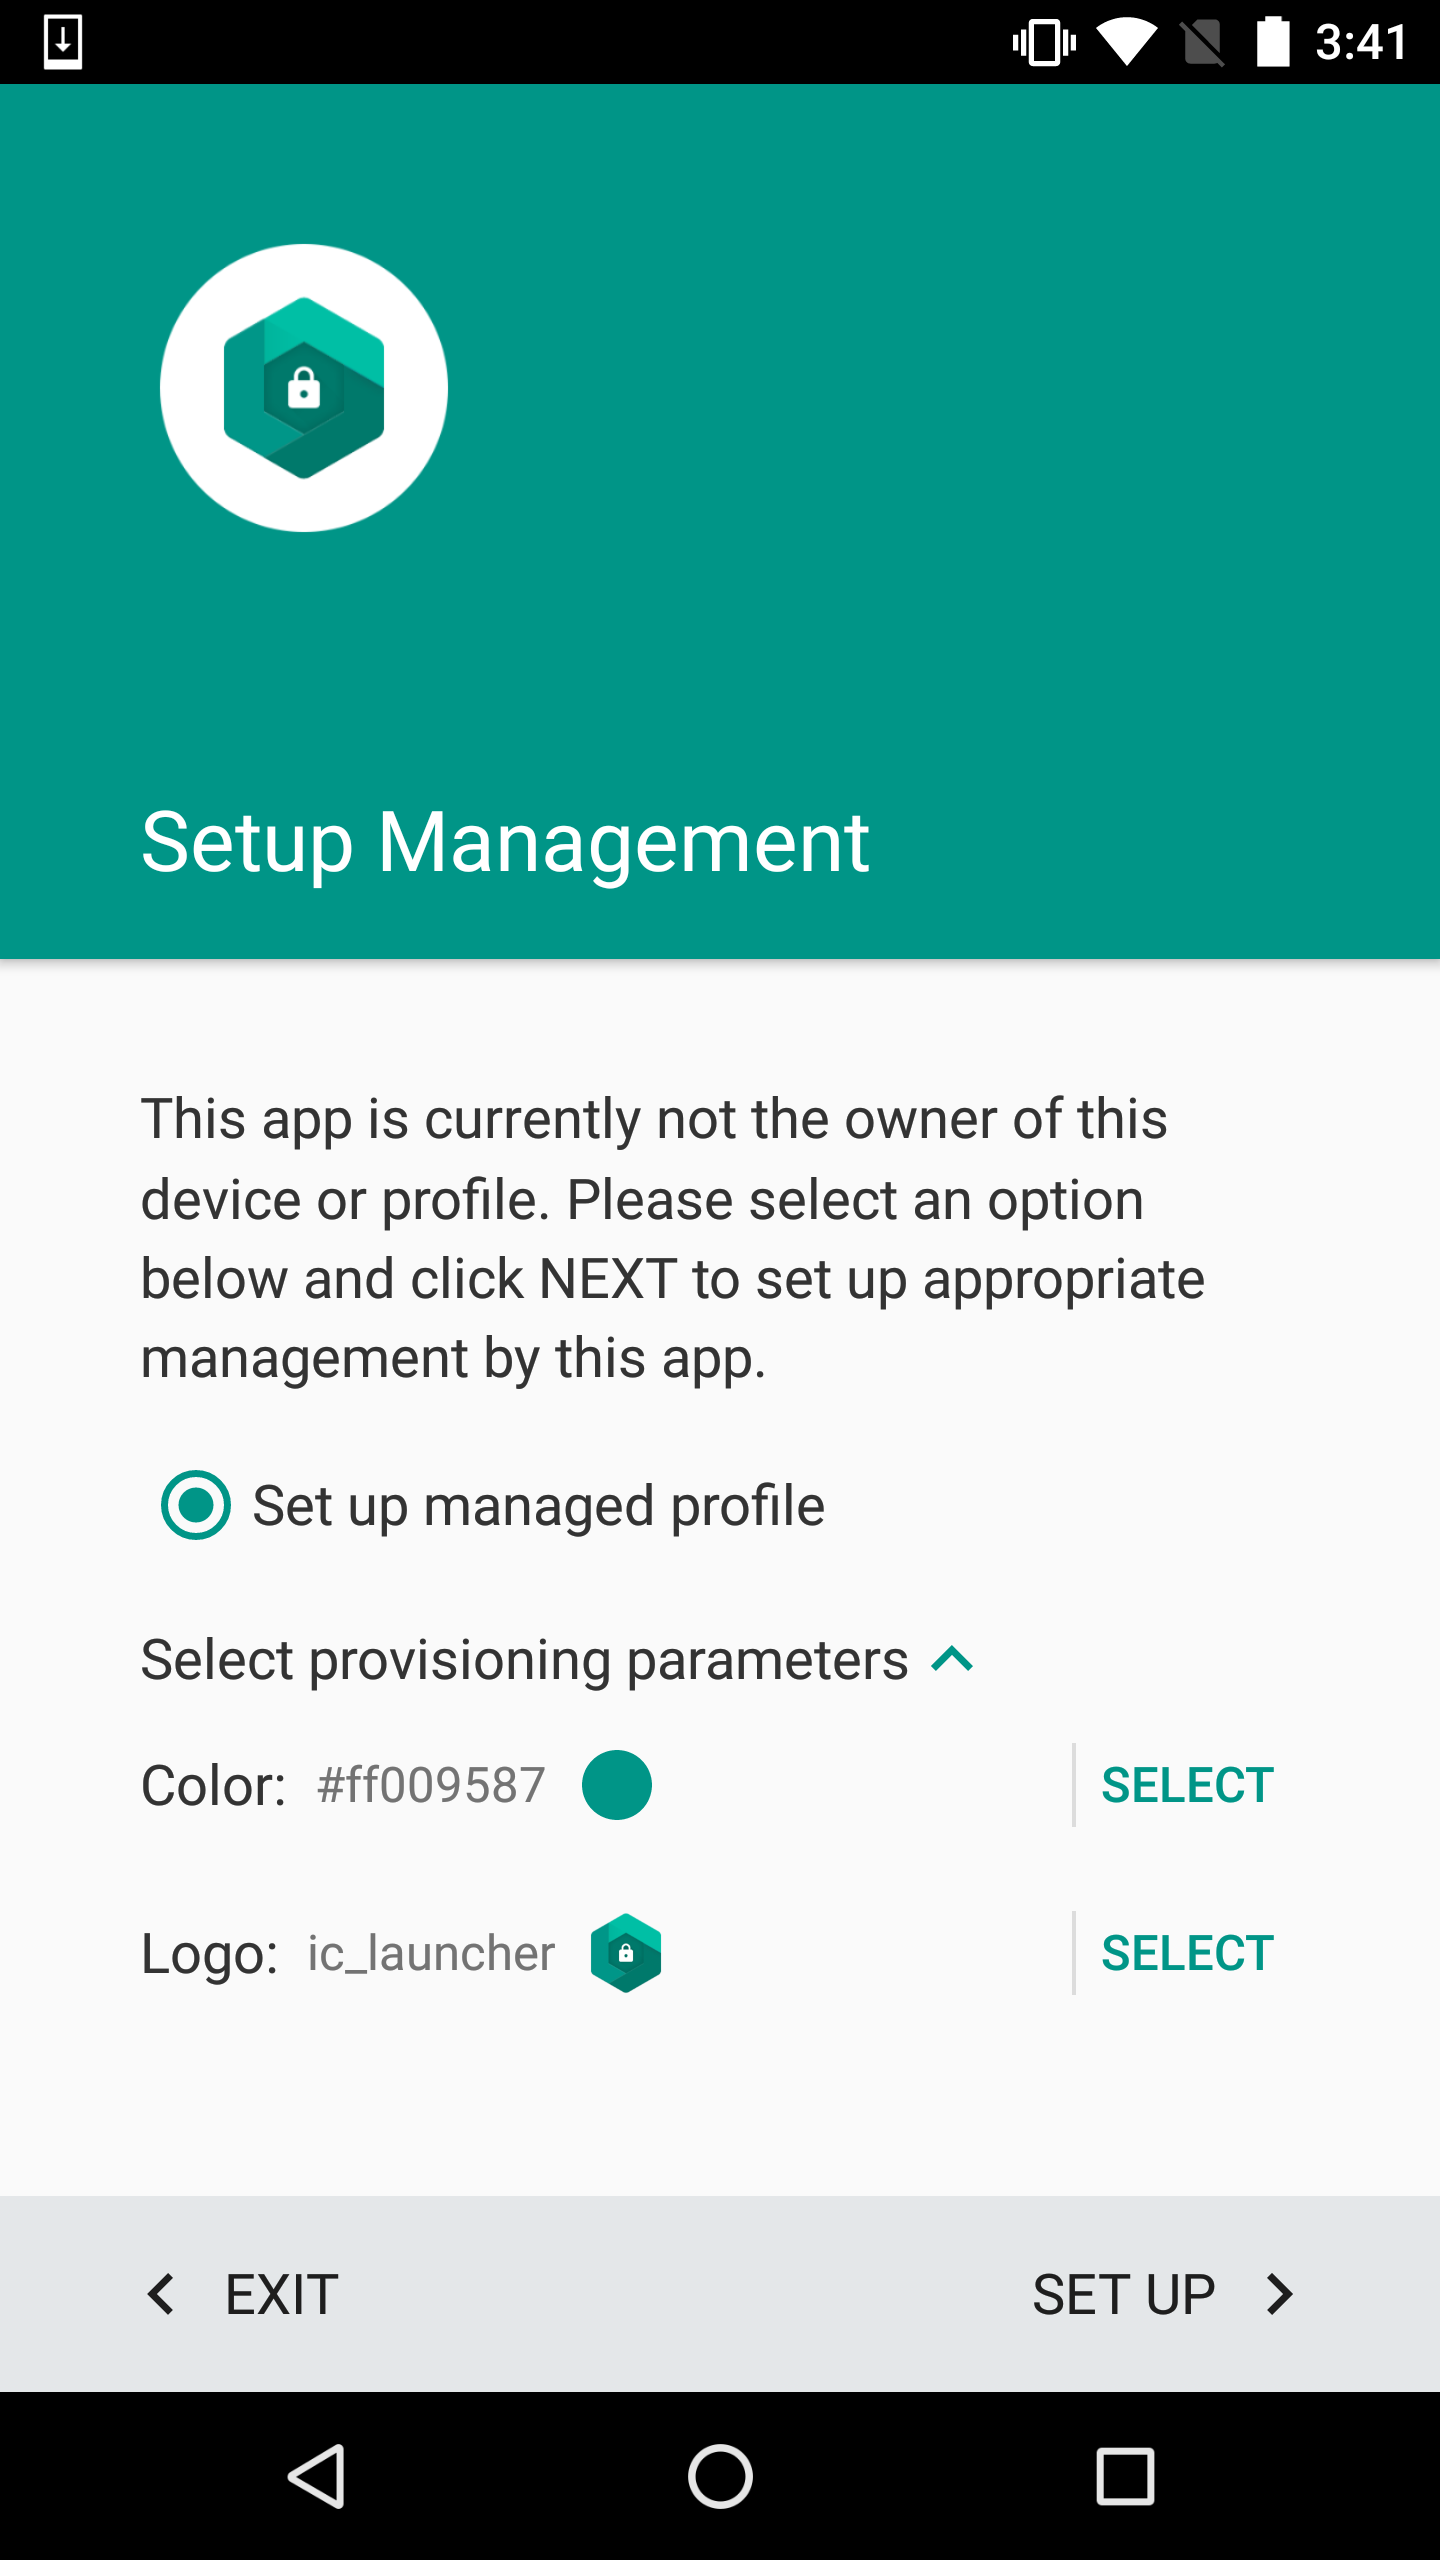 3:41
Setup Management
This app is currently not the owner of this
device or profile. Please select an option
below and click NEXT to set up appropriate
management by this app.
Set up managed profile
Select provisioning parameters
Color: #ff009587 SELECT
Logo: ic_launcher SELECT
EXIT SET UP